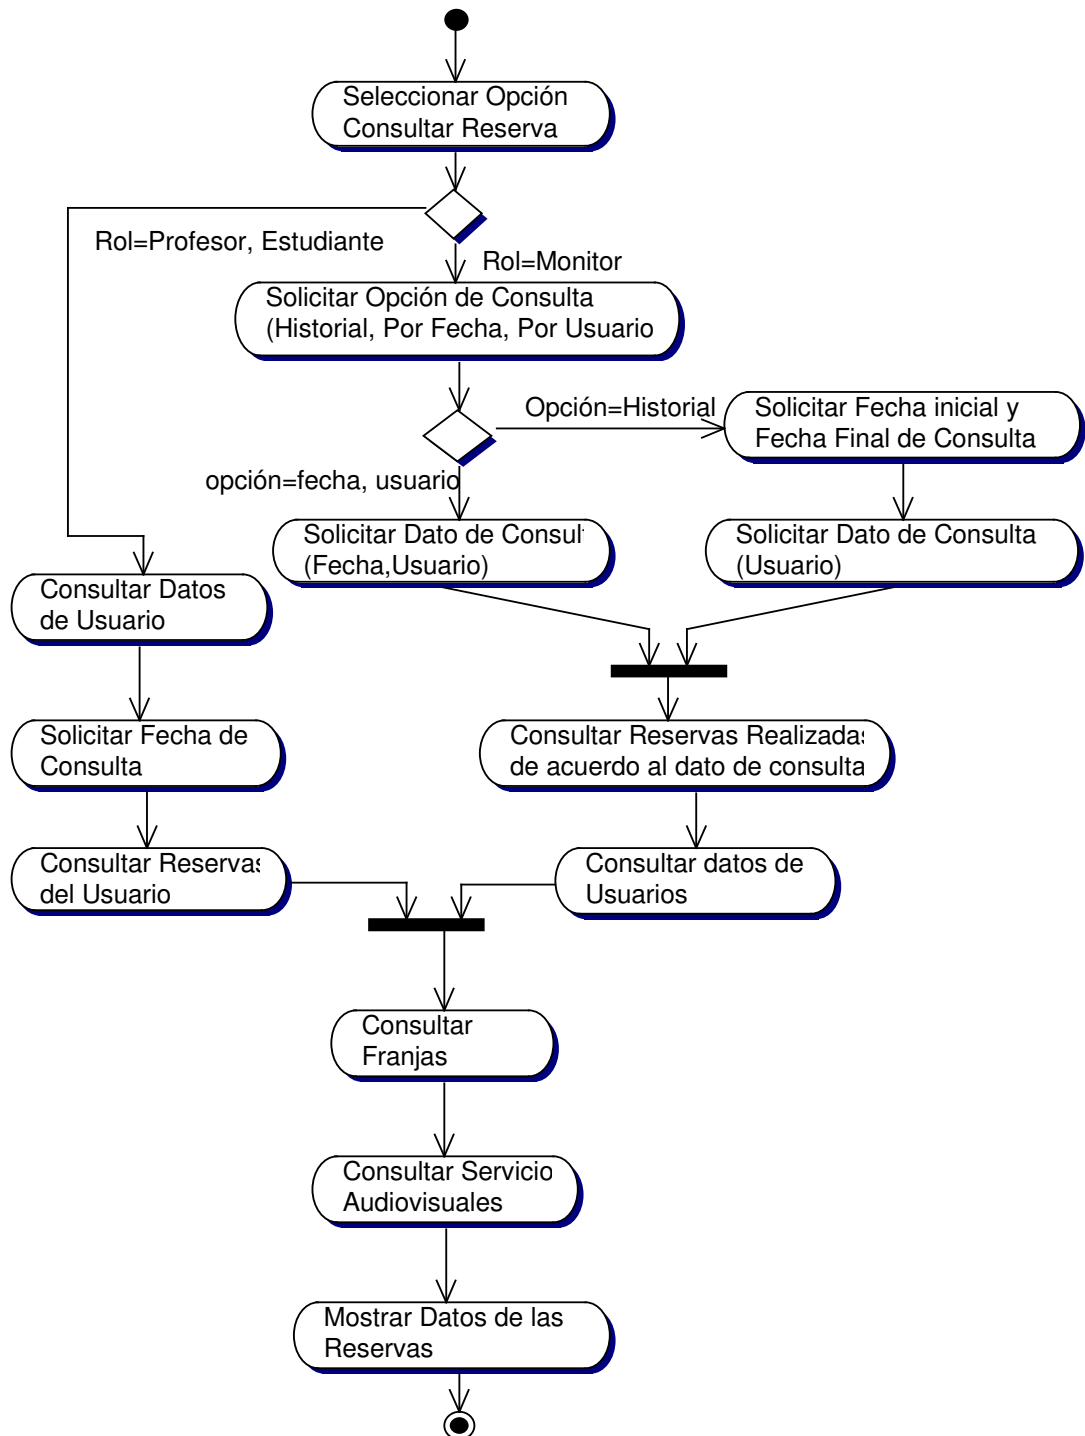 Seleccionar Opción
Consultar Reserva
Rol=Profesor, Estudiante
Rol=Monitor
Solicitar Opción de Consulta
(Historial, Por Fecha, Por Usuario
Opción=Historial
Solicitar Fecha inicial y
Fecha Final de Consulta
opción=fecha, usuario
Solicitar Dato de Consult
(Fecha,Usuario)
Solicitar Dato de Consulta
(Usuario)
Consultar Datos
de Usuario
Solicitar Fecha de
Consulta
Consultar Reservas Realizadas
de acuerdo al dato de consulta
Consultar Reservas
del Usuario
Consultar datos de
Usuarios
Consultar
Franjas
Consultar Servicio
Audiovisuales
Mostrar Datos de las
Reservas